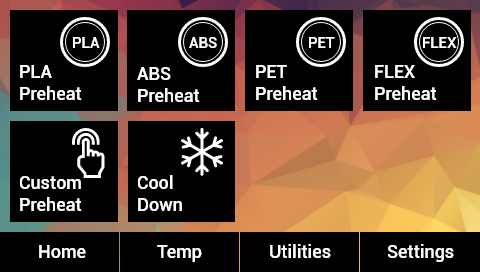 PLA
PLA
Preheat
ABS
ABS
Preheat
PET
PET
Preheat
FLEX
FLEX
Preheat
Custom
Preheat
Cool
Down
Home
Temp
Utilities
Settings